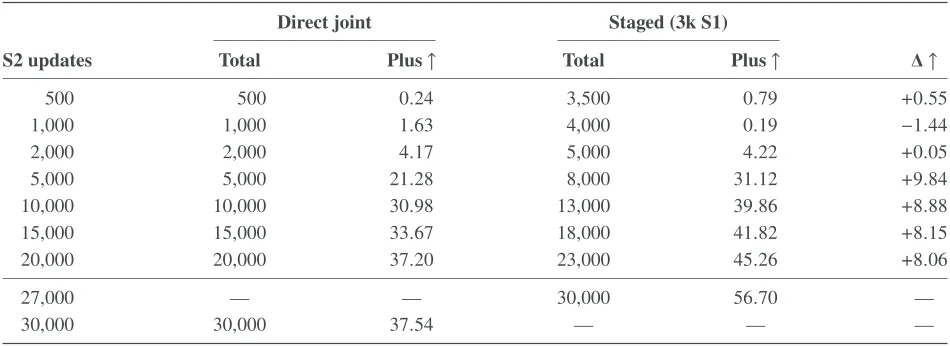 Direct joint Staged (3k S1)
S2 updates Total Plus ↑ Total Plus ↑ Δ ↑
500 500 0.24 3,500 0.79 +0.55
1,000 1,000 1.63 4,000 0.19 −1.44
2,000 2,000 4.17 5,000 4.22 +0.05
5,000 5,000 21.28 8,000 31.12 +9.84
10,000 10,000 30.98 13,000 39.86 +8.88
15,000 15,000 33.67 18,000 41.82 +8.15
20,000 20,000 37.20 23,000 45.26 +8.06
27,000 — — 30,000 56.70 —
30,000 30,000 37.54 — — —